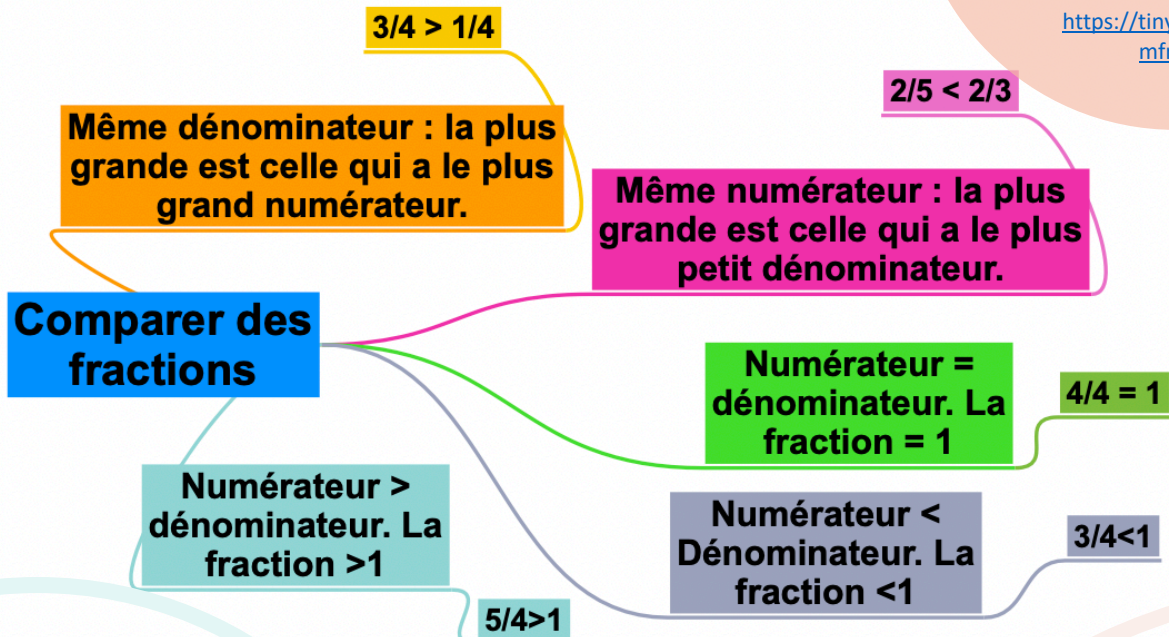 3/4 > 1/4
https://tiny
mfr
2/5 < 2/3
Même dénominateur : la plus
grande est celle qui a le plus
grand numérateur.
Même numérateur : la plus
grande est celle qui a le plus
petit dénominateur.
Comparer des
fractions
Numérateur =
dénominateur. La
fraction = 1
4/4 = 1
Numérateur >
dénominateur. La
fraction >1
5/4>1
Numérateur <
Dénominateur. La
fraction <1
3/4<1